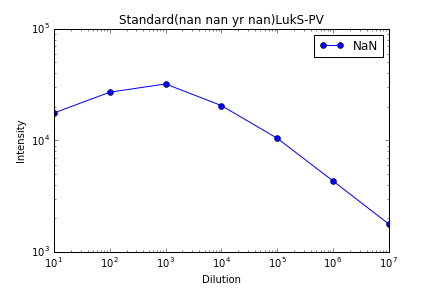 Standard(nan nan yr nan)LukS-PV
NaN
10^5
10^4
10^3
Intensity
10^1 10^2 10^3 10^4 10^5 10^6 10^7
Dilution